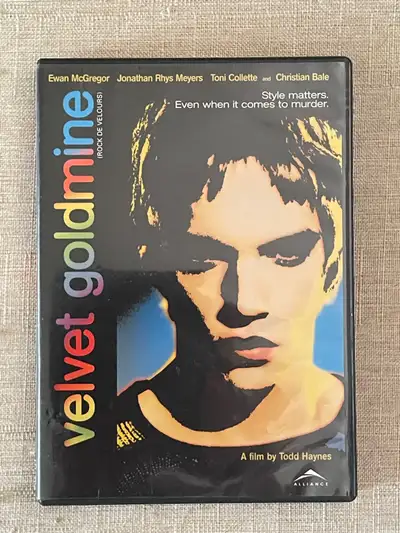 Ewan McGregor Jonathan Rhys Meyers Toni Collette and Christian Bale
Style matters.
Even when it comes to murder.
velvet goldmine
(ROCK DE VELOURS)
A film by Todd Haynes
ALLIANCE